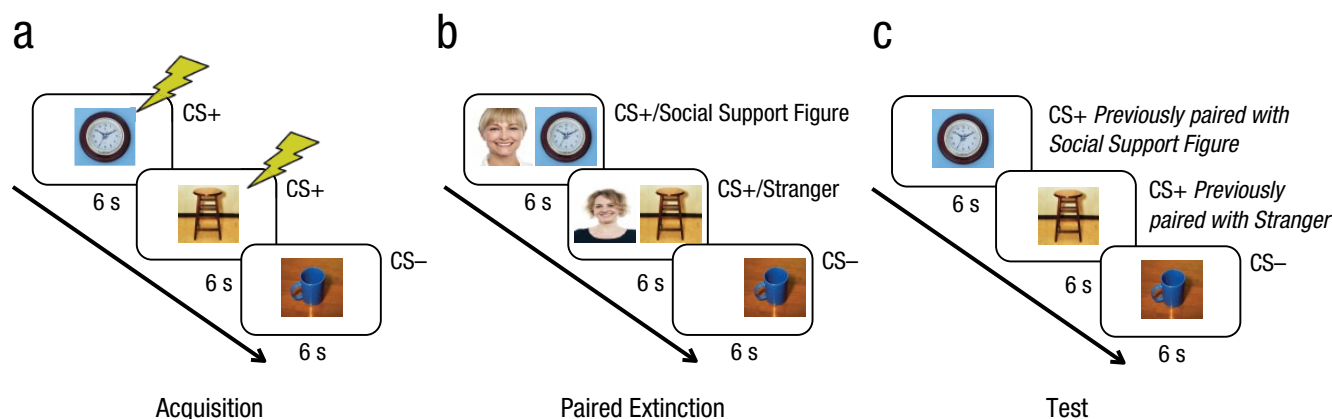 a
CS+
CS+
6 s
CS–
6 s
6 s
Acquisition
b
CS+/Social Support Figure
CS+/Stranger
6 s
CS–
6 s
6 s
Paired Extinction
c
CS+ Previously paired with
Social Support Figure
CS+ Previously
paired with Stranger
6 s
CS–
6 s
6 s
Test